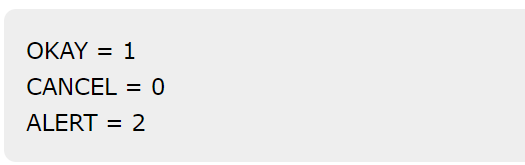 OKAY = 1
CANCEL = 0
ALERT = 2